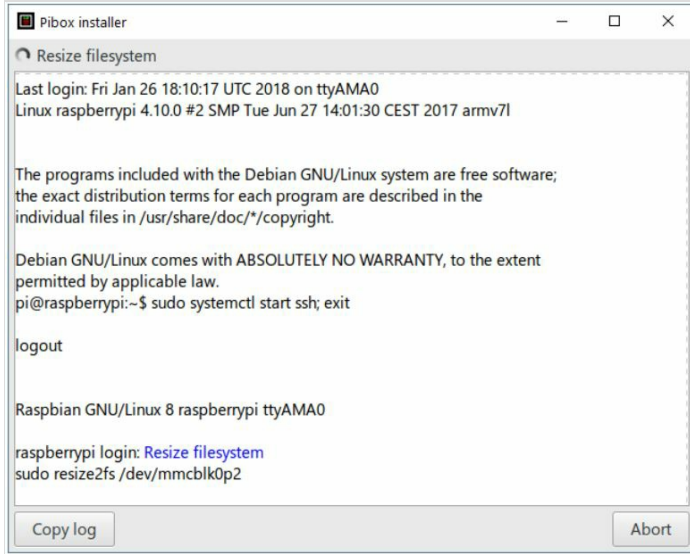 Pibox installer
Resize filesystem
Last login: Fri Jan 26 18:10:17 UTC 2018 on ttyAMA0
Linux raspberrypi 4.10.0 #2 SMP Tue Jun 27 14:01:30 CEST 2017 armv7l
The programs included with the Debian GNU/Linux system are free software;
the exact distribution terms for each program are described in the
individual files in /usr/share/doc/*/copyright.
Debian GNU/Linux comes with ABSOLUTELY NO WARRANTY, to the extent
permitted by applicable law.
pi@raspberrypi:~$ sudo systemctl start ssh; exit
logout
Raspbian GNU/Linux 8 raspberrypi ttyAMA0
raspberrypi login: Resize filesystem
sudo resize2fs /dev/mmcblk0p2
Copy log
Abort